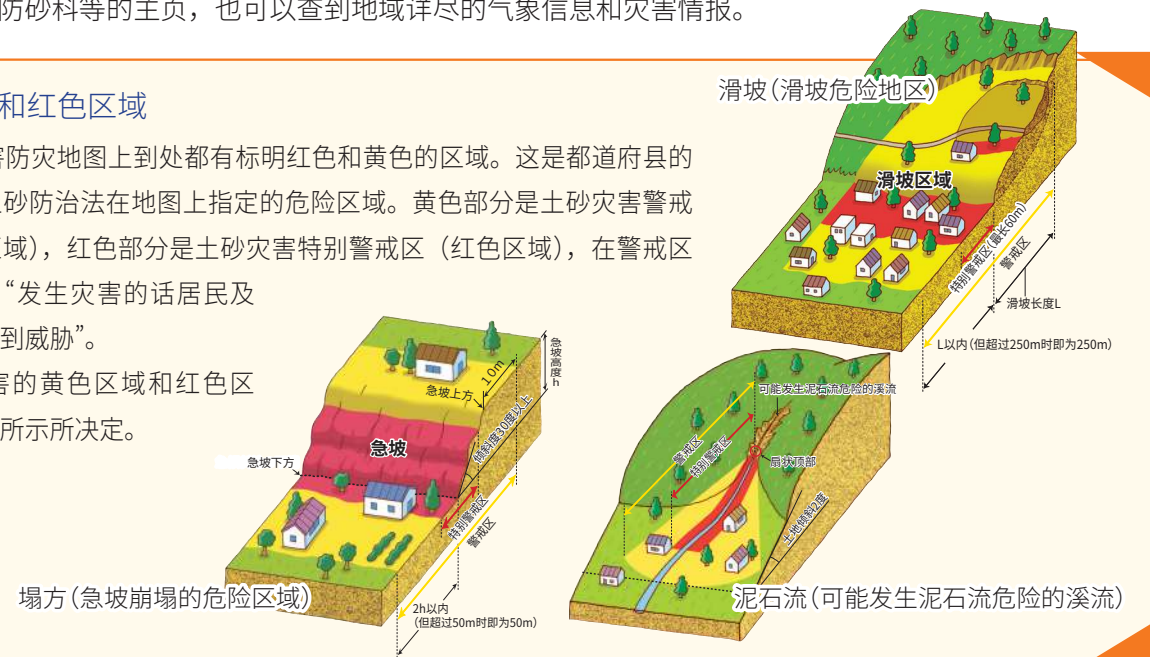 防砂科等的主页，也可以查到地域详尽的气象信息和灾害情报。
和红色区域
害防灾地图上到处都有标明红色和黄色的区域。这是都道府县的
砂防治法在地图上指定的危险区域。黄色部分是土砂灾害警戒
区域），红色部分是土砂灾害特别警戒区（红色区域），在警戒区
“发生灾害的话居民及
到威胁”。
害的黄色区域和红色区
所示所决定。
滑坡（滑坡危险地区）
滑坡区域
特别警戒区（最长60m）
警戒区
滑坡长度L
L以内（但超过250m时即为250m）
急坡高度h
10m
急坡上方
急坡
倾斜度30度以上
急坡下方
特别警戒区
警戒区
2h以内
（但超过50m时即为50m）
塌方（急坡崩塌的危险区域）
可能发生泥石流危险的溪流
警戒区
特别警戒区
扇状顶部
土地倾斜2度
泥石流（可能发生泥石流危险的溪流）